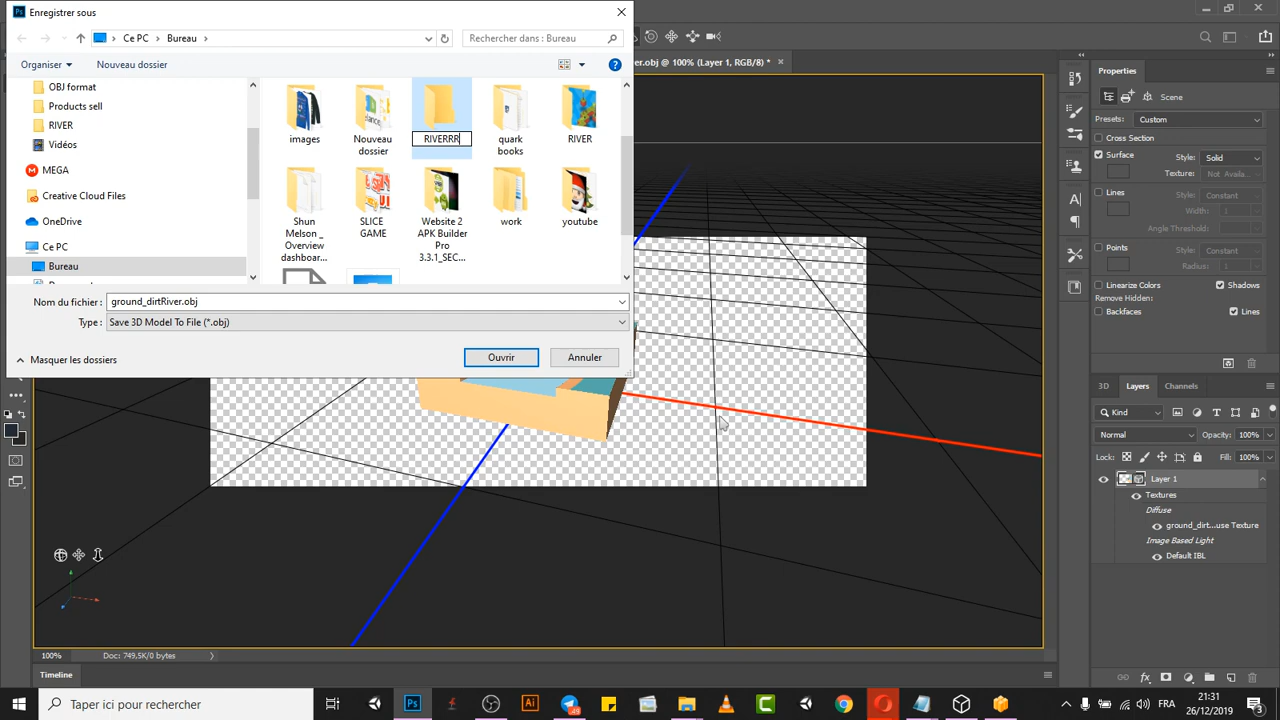 Enregistrer sous
Ce PC > Bureau >
Rechercher dans : Bureau
er.obj @ 100% (Layer 1, RGB/8) *
Organiser
Nouveau dossier
OBJ format
Products sell
RIVER
Vidéos
MEGA
Creative Cloud Files
OneDrive
Ce PC
Bureau
images
Nouveau
dossier
RIVERRR
quark
books
RIVER
Shun
Melson _
Overview
dashboar...
SLICE
GAME
Website 2
APK Builder
Pro
3.3.1_SEC...
work
youtube
Nom du fichier :
ground_dirtRiver.obj
Type :
Save 3D Model To File (*.obj)
Masquer les dossiers
Ouvrir
Annuler
Properties
Scene
Presets:
Custom
Cross Section
Surface
Style:
Solid
Texture:
Not Availa...
Lines
Style:
Constant
Width:
1
Angle Threshold:
Points
Style:
Constant
Radius:
1
Linearize Colors
Shadows
Remove Hidden:
Backfaces
Lines
3D
Layers
Channels
Kind
Normal
Opacity:
100%
Lock:
Fill:
100%
Layer 1
Textures
Diffuse
ground_dirt...use Texture
Image Based Light
Default IBL
100%
Doc: 749,5K/0 bytes
Timeline
fx
Taper ici pour rechercher
Ps
Ai
FRA
21:31
26/12/2019